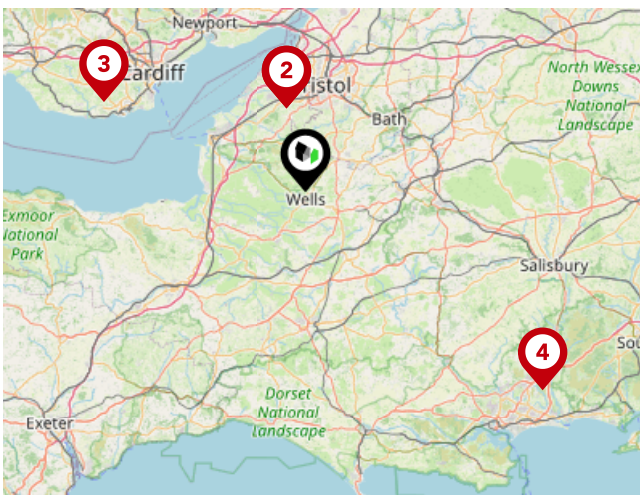 Newport
3
Cardiff
2
ristol
North Wessex
Downs
National
Landscape
Bath
Wells
Exmoor
National
Park
Salisbury
4
Sou
Dorset
National
Landscape
Exeter